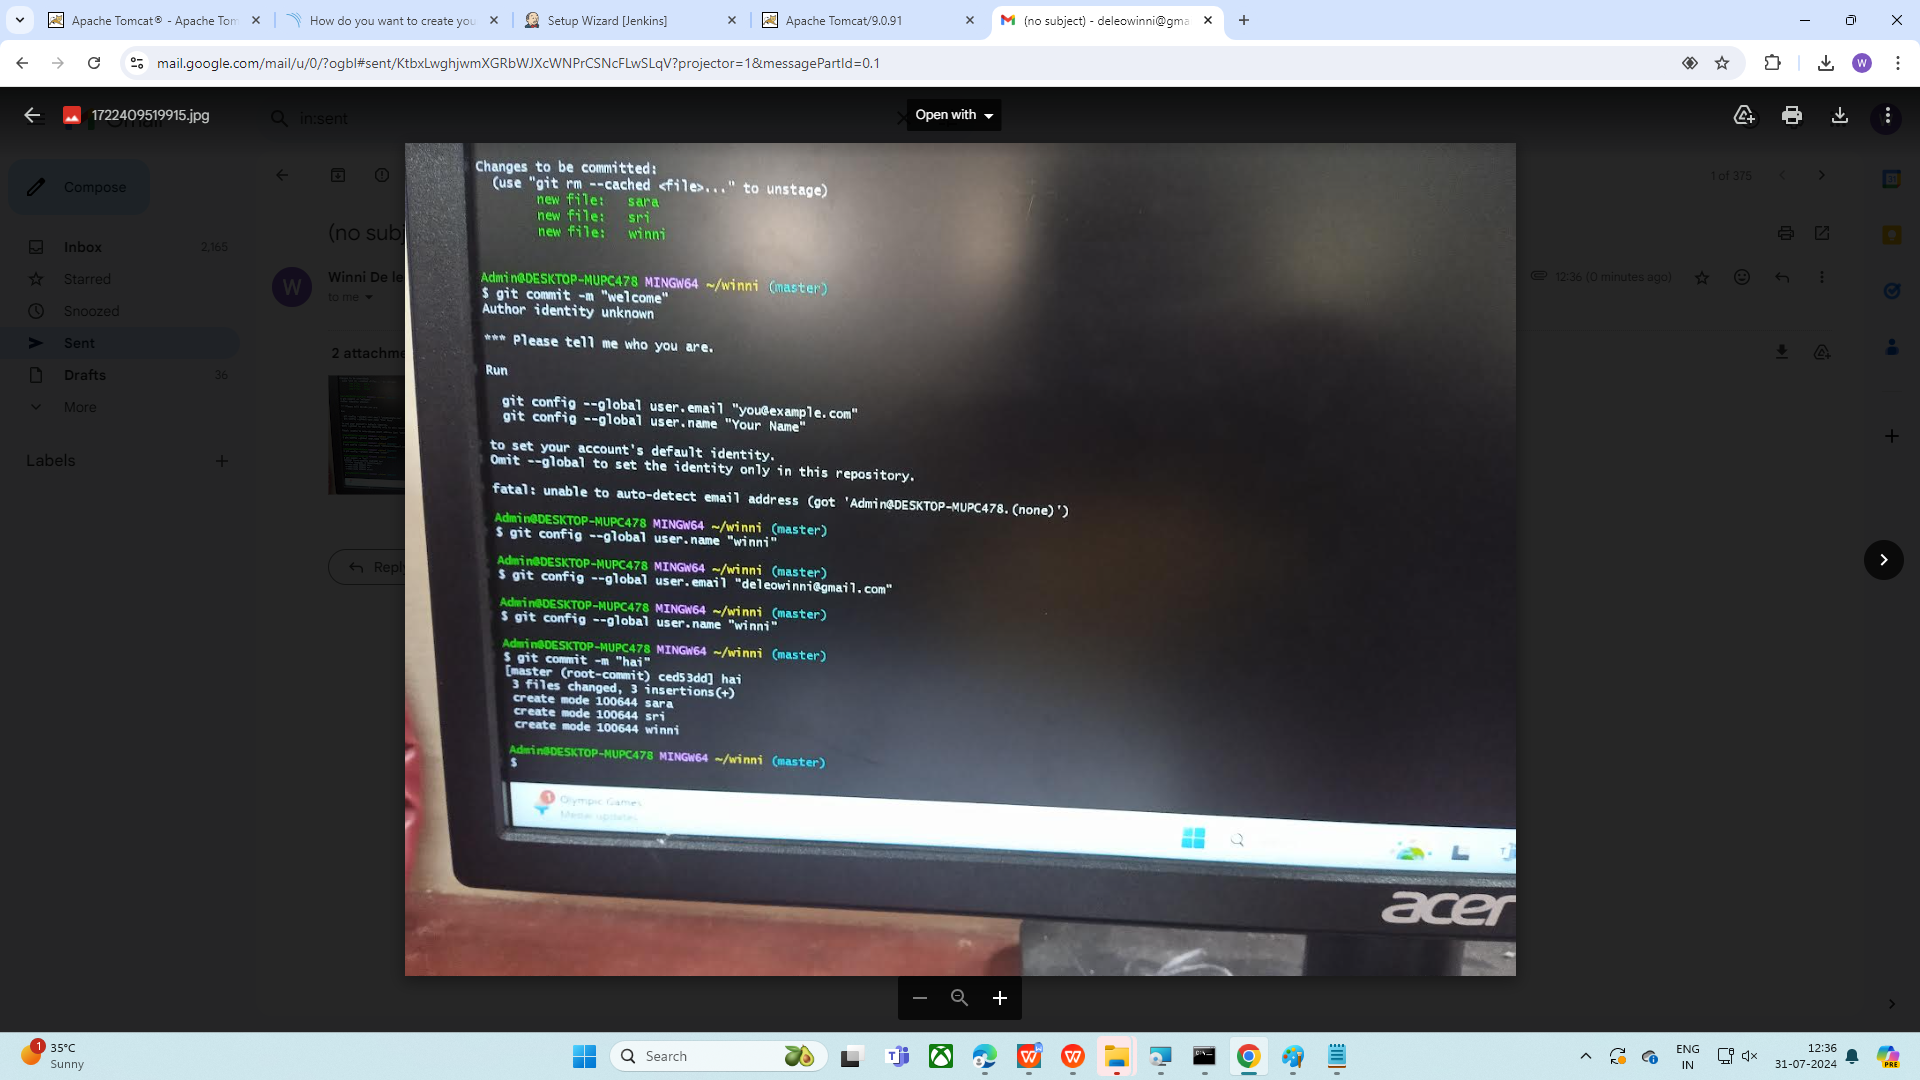 Apache Tomcat® - Apache Tom
How do you want to create you
Setup Wizard [Jenkins]
Apache Tomcat/9.0.91
(no subject) - deleowinni@gma
mail.google.com/mail/u/0/?ogbl#sent/KtbxLwghjwmXGRbWJXcWNPrCSNcFLwSLqV?projector=1&messagePartId=0.1
W
1722409519915.jpg
in:sent
Open with
Compose
1 of 375
Inbox 2,165
Starred
Snoozed
Sent
Drafts 36
More
Labels
(no subj
W
Winni De le
to me
12:36 (0 minutes ago)
2 attachme
Reply
Changes to be committed:
(use "git rm --cached <file>..." to unstage)
new file: sara
new file: sri
new file: winni
Admin@DESKTOP-MUPC478 MINGW64 ~/winni (master)
$ git commit -m "welcome"
Author identity unknown
*** Please tell me who you are.
Run
git config --global user.email "you@example.com"
git config --global user.name "Your Name"
to set your account's default identity.
Omit --global to set the identity only in this repository.
fatal: unable to auto-detect email address (got 'Admin@DESKTOP-MUPC478.(none)')
Admin@DESKTOP-MUPC478 MINGW64 ~/winni (master)
$ git config --global user.name "winni"
Admin@DESKTOP-MUPC478 MINGW64 ~/winni (master)
$ git config --global user.email "deleowinni@gmail.com"
Admin@DESKTOP-MUPC478 MINGW64 ~/winni (master)
$ git config --global user.name "winni"
Admin@DESKTOP-MUPC478 MINGW64 ~/winni (master)
$ git commit -m "hai"
[master (root-commit) ced53dd] hai
3 files changed, 3 insertions(+)
create mode 100644 sara
create mode 100644 sri
create mode 100644 winni
Admin@DESKTOP-MUPC478 MINGW64 ~/winni (master)
$
1
Olympic Games
Medal updates
acer
1
35°C
Sunny
Search
ENG
IN
12:36
31-07-2024
PRE